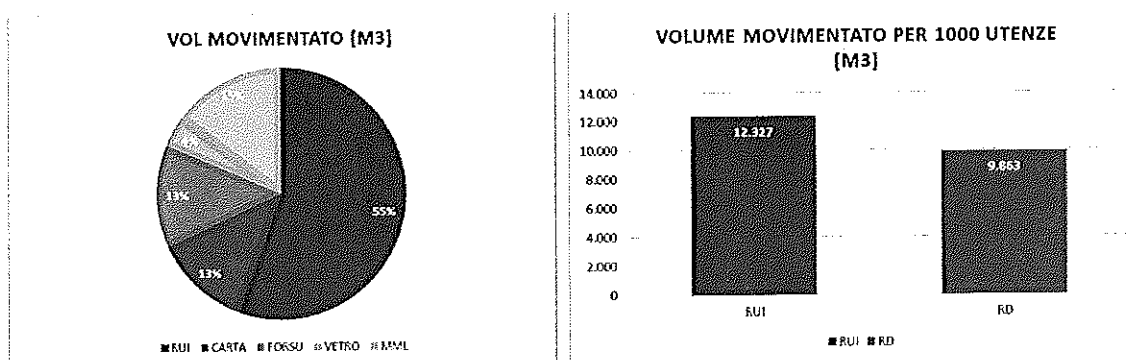 VOL MOVIMENTATO [M3]
55%
13%
13%
RUI CARTA FORSU VETRO MML
VOLUME MOVIMENTATO PER 1000 UTENZE
[M3]
14.000
12.000
10.000
8.000
6.000
4.000
2.000
0
12.327
9.863
RUI
RD
RUI RD